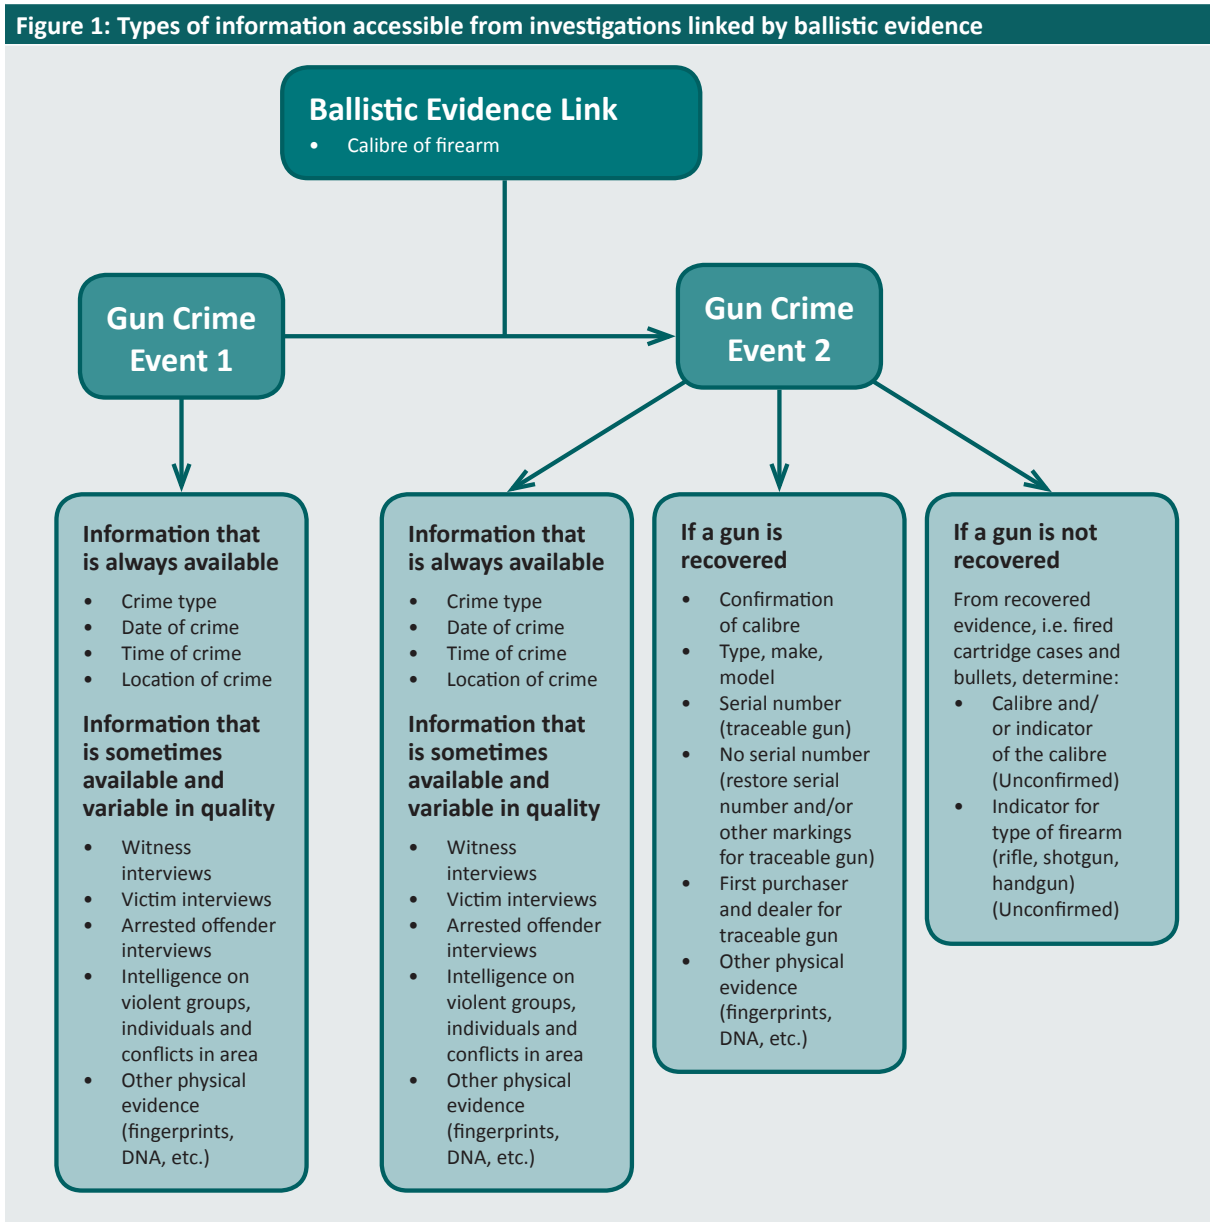 Figure 1: Types of information accessible from investigations linked by ballistic evidence
Ballistic Evidence Link
• Calibre of firearm
Gun Crime
Event 1
Gun Crime
Event 2
Information that
is always available
• Crime type
• Date of crime
• Time of crime
• Location of crime
Information that
is sometimes
available and
variable in quality
• Witness
interviews
• Victim interviews
• Arrested offender
interviews
• Intelligence on
violent groups,
individuals and
conflicts in area
• Other physical
evidence
(fingerprints,
DNA, etc.)
Information that
is always available
• Crime type
• Date of crime
• Time of crime
• Location of crime
Information that
is sometimes
available and
variable in quality
• Witness
interviews
• Victim interviews
• Arrested offender
interviews
• Intelligence on
violent groups,
individuals and
conflicts in area
• Other physical
evidence
(fingerprints,
DNA, etc.)
If a gun is
recovered
• Confirmation
of calibre
• Type, make,
model
• Serial number
(traceable gun)
• No serial number
(restore serial
number and/or
other markings
for traceable gun)
• First purchaser
and dealer for
traceable gun
• Other physical
evidence
(fingerprints,
DNA, etc.)
If a gun is not
recovered
From recovered
evidence, i.e. fired
cartridge cases and
bullets, determine:
• Calibre and/
or indicator
of the calibre
(Unconfirmed)
• Indicator for
type of firearm
(rifle, shotgun,
handgun)
(Unconfirmed)